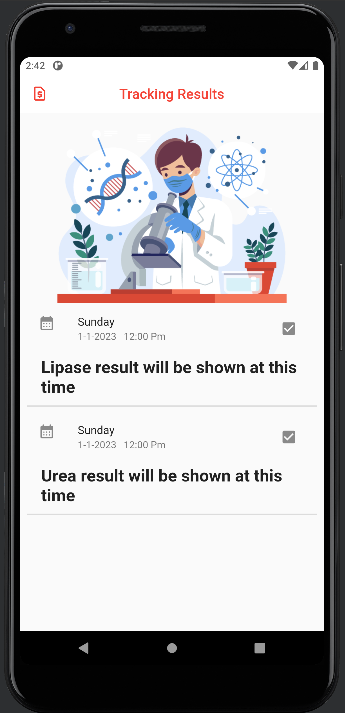 2:42
Tracking Results
Sunday
1-1-2023 12:00 Pm
Lipase result will be shown at this
time
Sunday
1-1-2023 12:00 Pm
Urea result will be shown at this
time